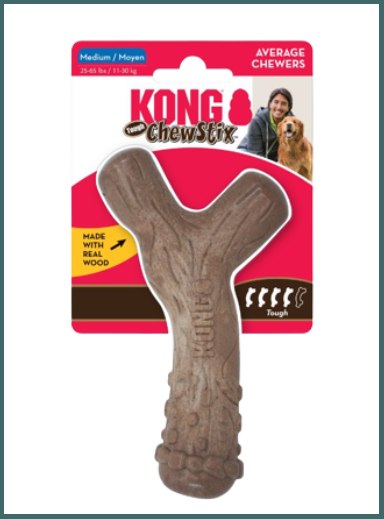 Medium / Moyen
25-65 lbs / 11-30 kg
AVERAGE
CHEWERS
KONG
Tough
ChewStix
MADE
WITH
REAL
WOOD
KONG
Tough